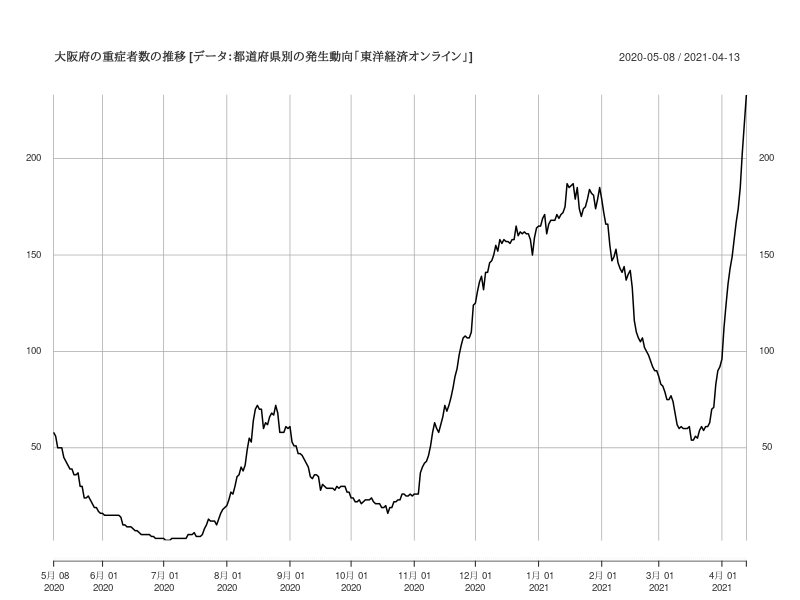 大阪府の重症者数の推移 [データ:都道府県別の発生動向「東洋経済オンライン」]
2020-05-08 / 2021-04-13
200
200
150
150
100
100
50
50
5月 08
2020
6月 01
2020
7月 01
2020
8月 01
2020
9月 01
2020
10月 01
2020
11月 01
2020
12月 01
2020
1月 01
2021
2月 01
2021
3月 01
2021
4月 01
2021